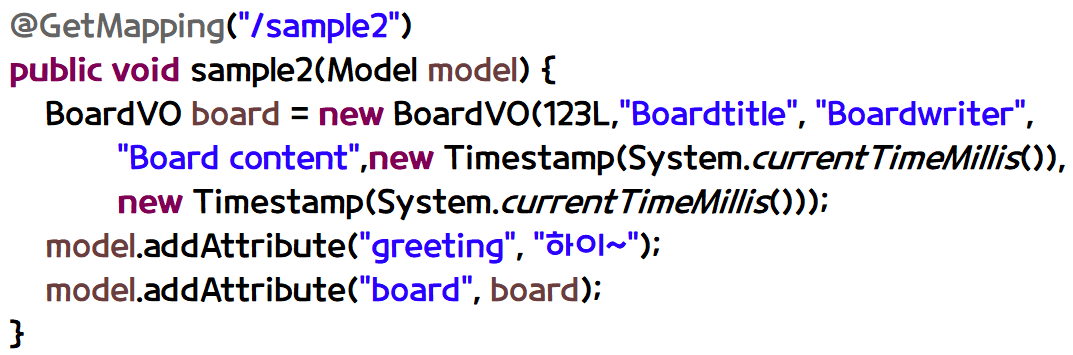 @GetMapping("/sample2")
public void sample2(Model model) {
BoardVO board = new BoardVO(123L,"Boardtitle", "Boardwriter",
"Board content",new Timestamp(System.currentTimeMillis()),
new Timestamp(System.currentTimeMillis()));
model.addAttribute("greeting", "하이~");
model.addAttribute("board", board);
}